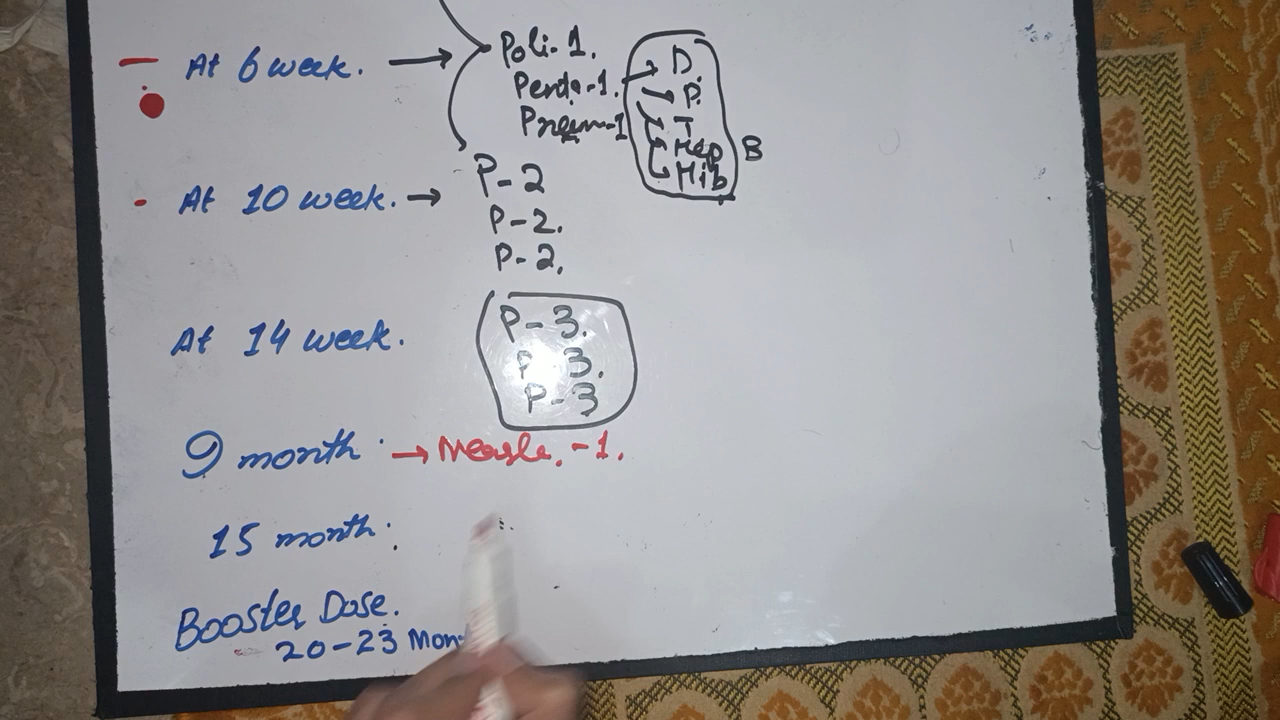 At 6 week. → Poli-1.
Penta-1. → D
Pneum-1 P.
T
Hep B
Hib
At 10 week. → P-2
P-2.
P-2.
At 14 week. P-3.
P-3.
P-3
9 month → Measle.-1.
15 month.
Booster Dose.
20-23 Mon